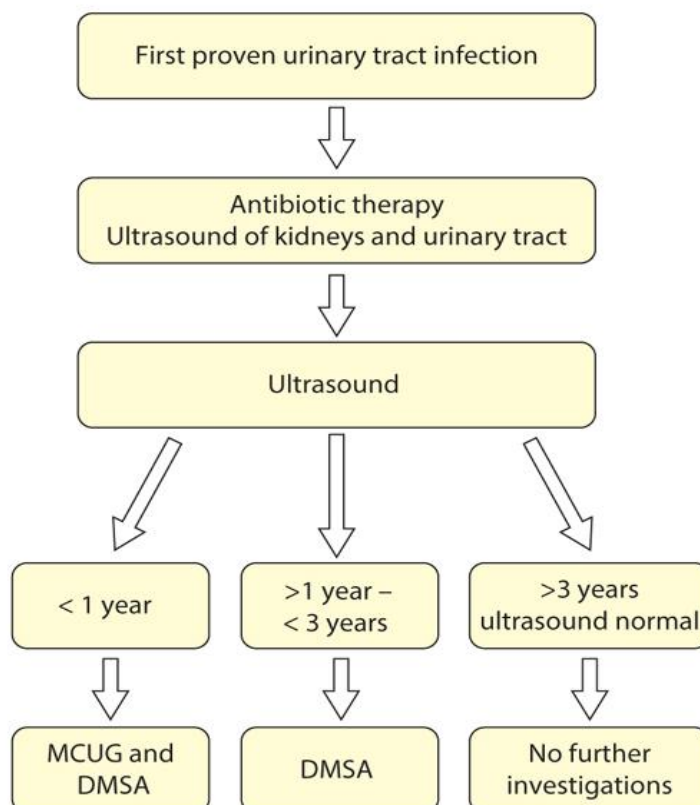 First proven urinary tract infection
Antibiotic therapy
Ultrasound of kidneys and urinary tract
Ultrasound
< 1 year
>1 year –
< 3 years
>3 years
ultrasound normal
MCUG and
DMSA
DMSA
No further
investigations